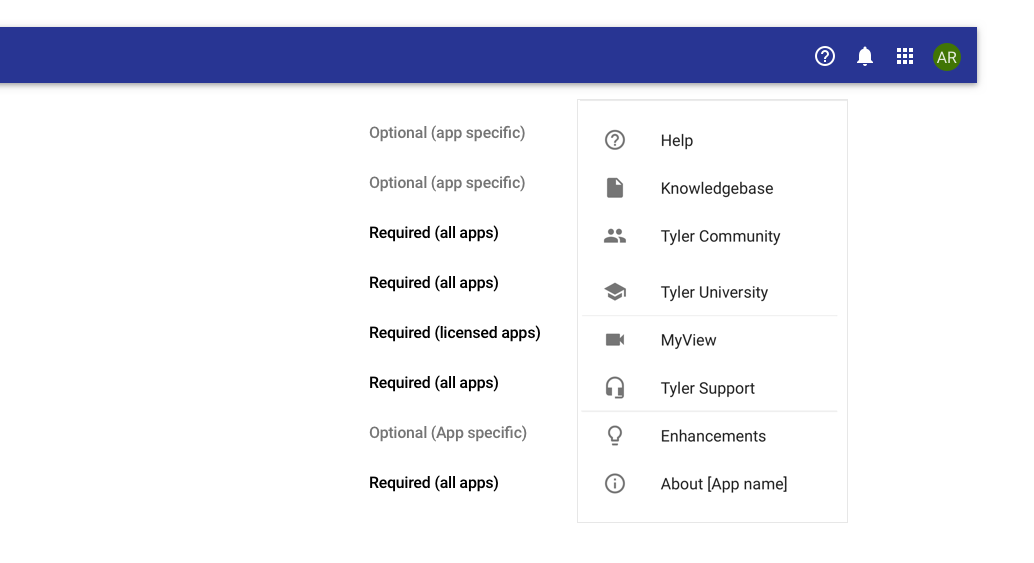 AR
Optional (app specific) Help
Optional (app specific) Knowledgebase
Required (all apps) Tyler Community
Required (all apps) Tyler University
Required (licensed apps) MyView
Required (all apps) Tyler Support
Optional (App specific) Enhancements
Required (all apps) About [App name]